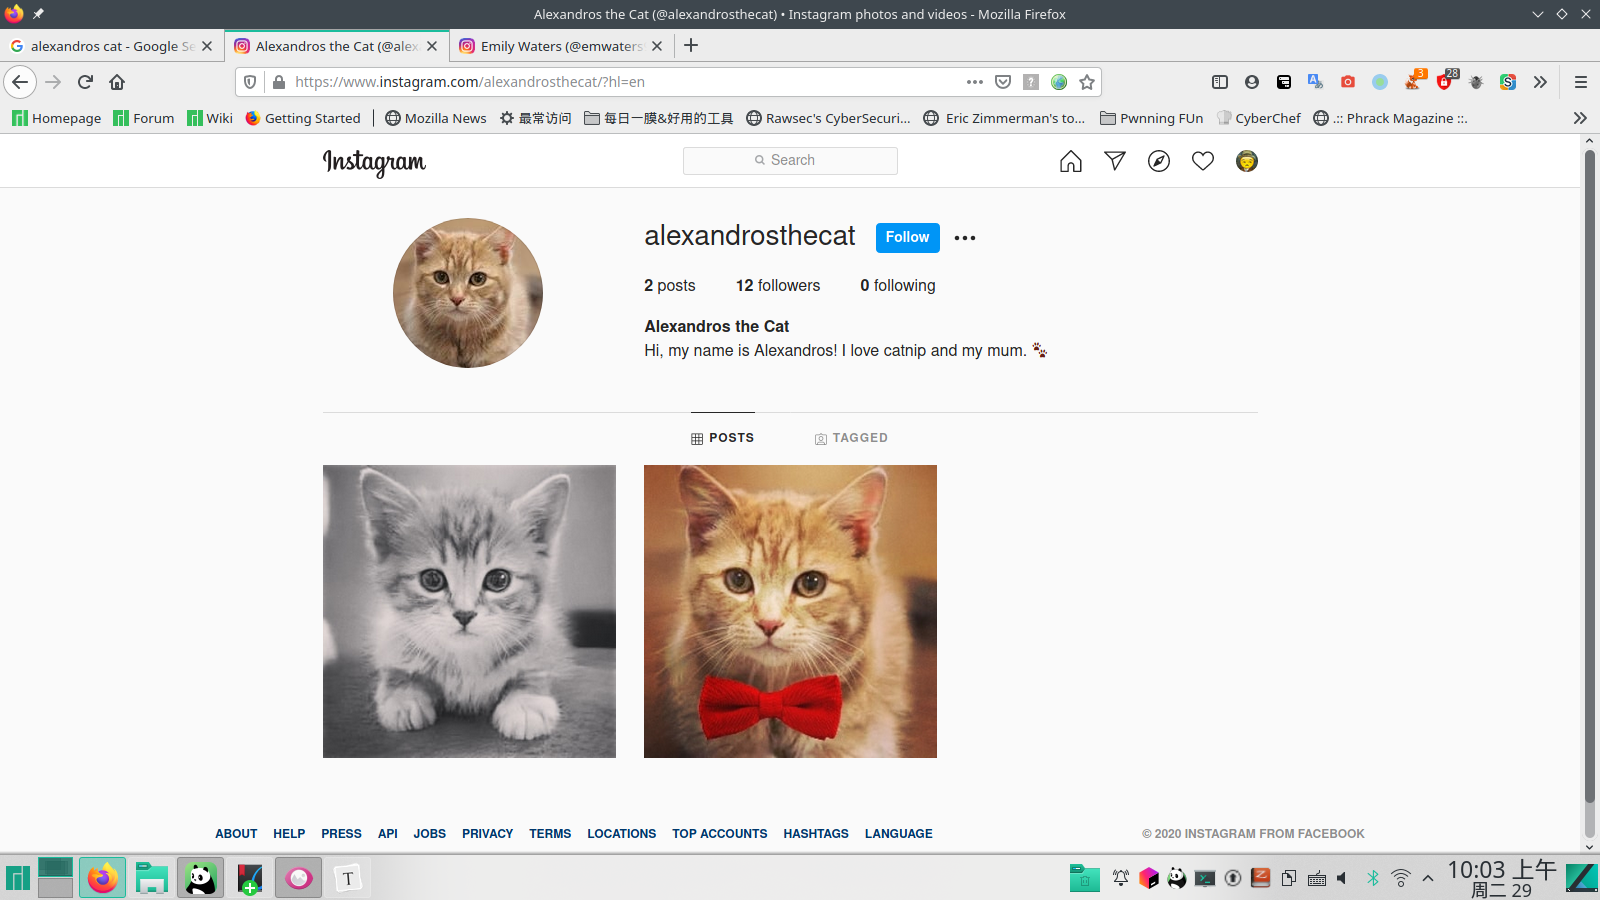 Alexandros the Cat (@alexandrosthecat) • Instagram photos and videos - Mozilla Firefox
alexandros cat - Google Se
Alexandros the Cat (@alex
Emily Waters (@emwaters
https://www.instagram.com/alexandrosthecat/?hl=en
3
28
Homepage Forum Wiki Getting Started Mozilla News 最常访问 每日一膜&好用的工具 Rawsec's CyberSecuri... Eric Zimmerman's to... Pwnning FUn CyberChef .:: Phrack Magazine ::.
Instagram
Search
alexandrosthecat
Follow
2 posts 12 followers 0 following
Alexandros the Cat
Hi, my name is Alexandros! I love catnip and my mum. 🐾
POSTS TAGGED
ABOUT HELP PRESS API JOBS PRIVACY TERMS LOCATIONS TOP ACCOUNTS HASHTAGS LANGUAGE
© 2020 INSTAGRAM FROM FACEBOOK
T
10:03 上午
周二 29